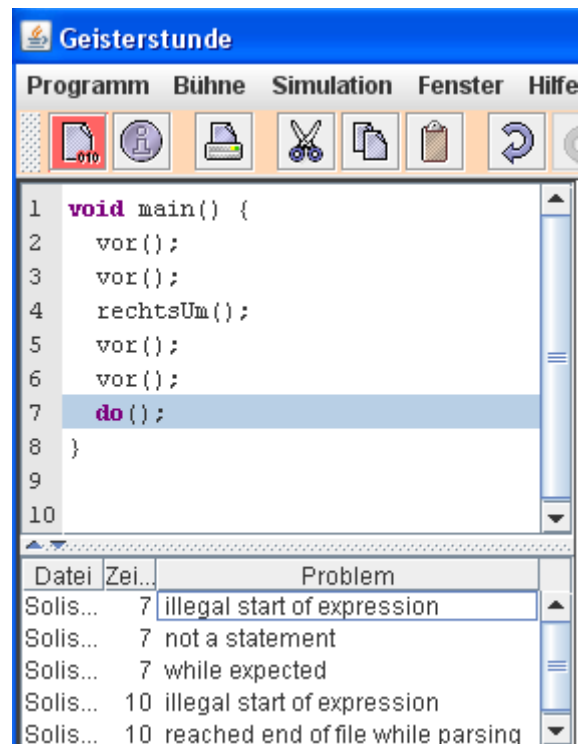 Geisterstunde
Programm Bühne Simulation Fenster Hilfe
010
1 void main() {
2 vor();
3 vor();
4 rechtsUm();
5 vor();
6 vor();
7 do();
8 }
9
10
Datei Zei... Problem
Solis... 7 illegal start of expression
Solis... 7 not a statement
Solis... 7 while expected
Solis... 10 illegal start of expression
Solis... 10 reached end of file while parsing